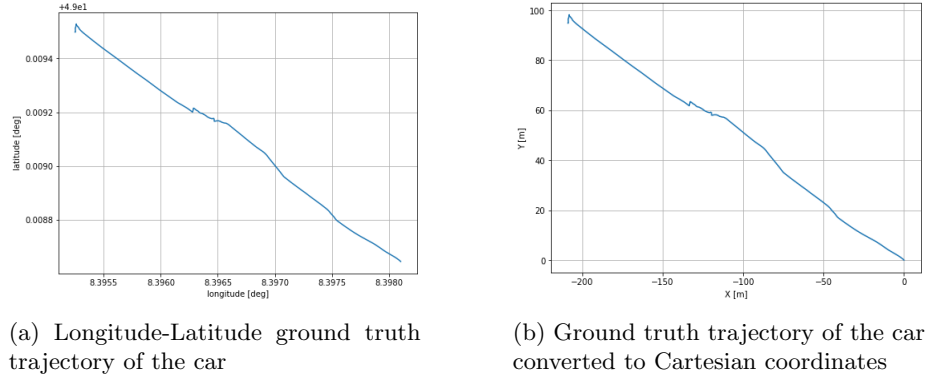 +4.9e1
0.0094
0.0092
0.0090
0.0088
latitude [deg]
8.3955 8.3960 8.3965 8.3970 8.3975 8.3980
longitude [deg]
100
80
60
40
20
0
Y [m]
−200 −150 −100 −50 0
X [m]
(a) Longitude-Latitude ground truth
trajectory of the car
(b) Ground truth trajectory of the car
converted to Cartesian coordinates